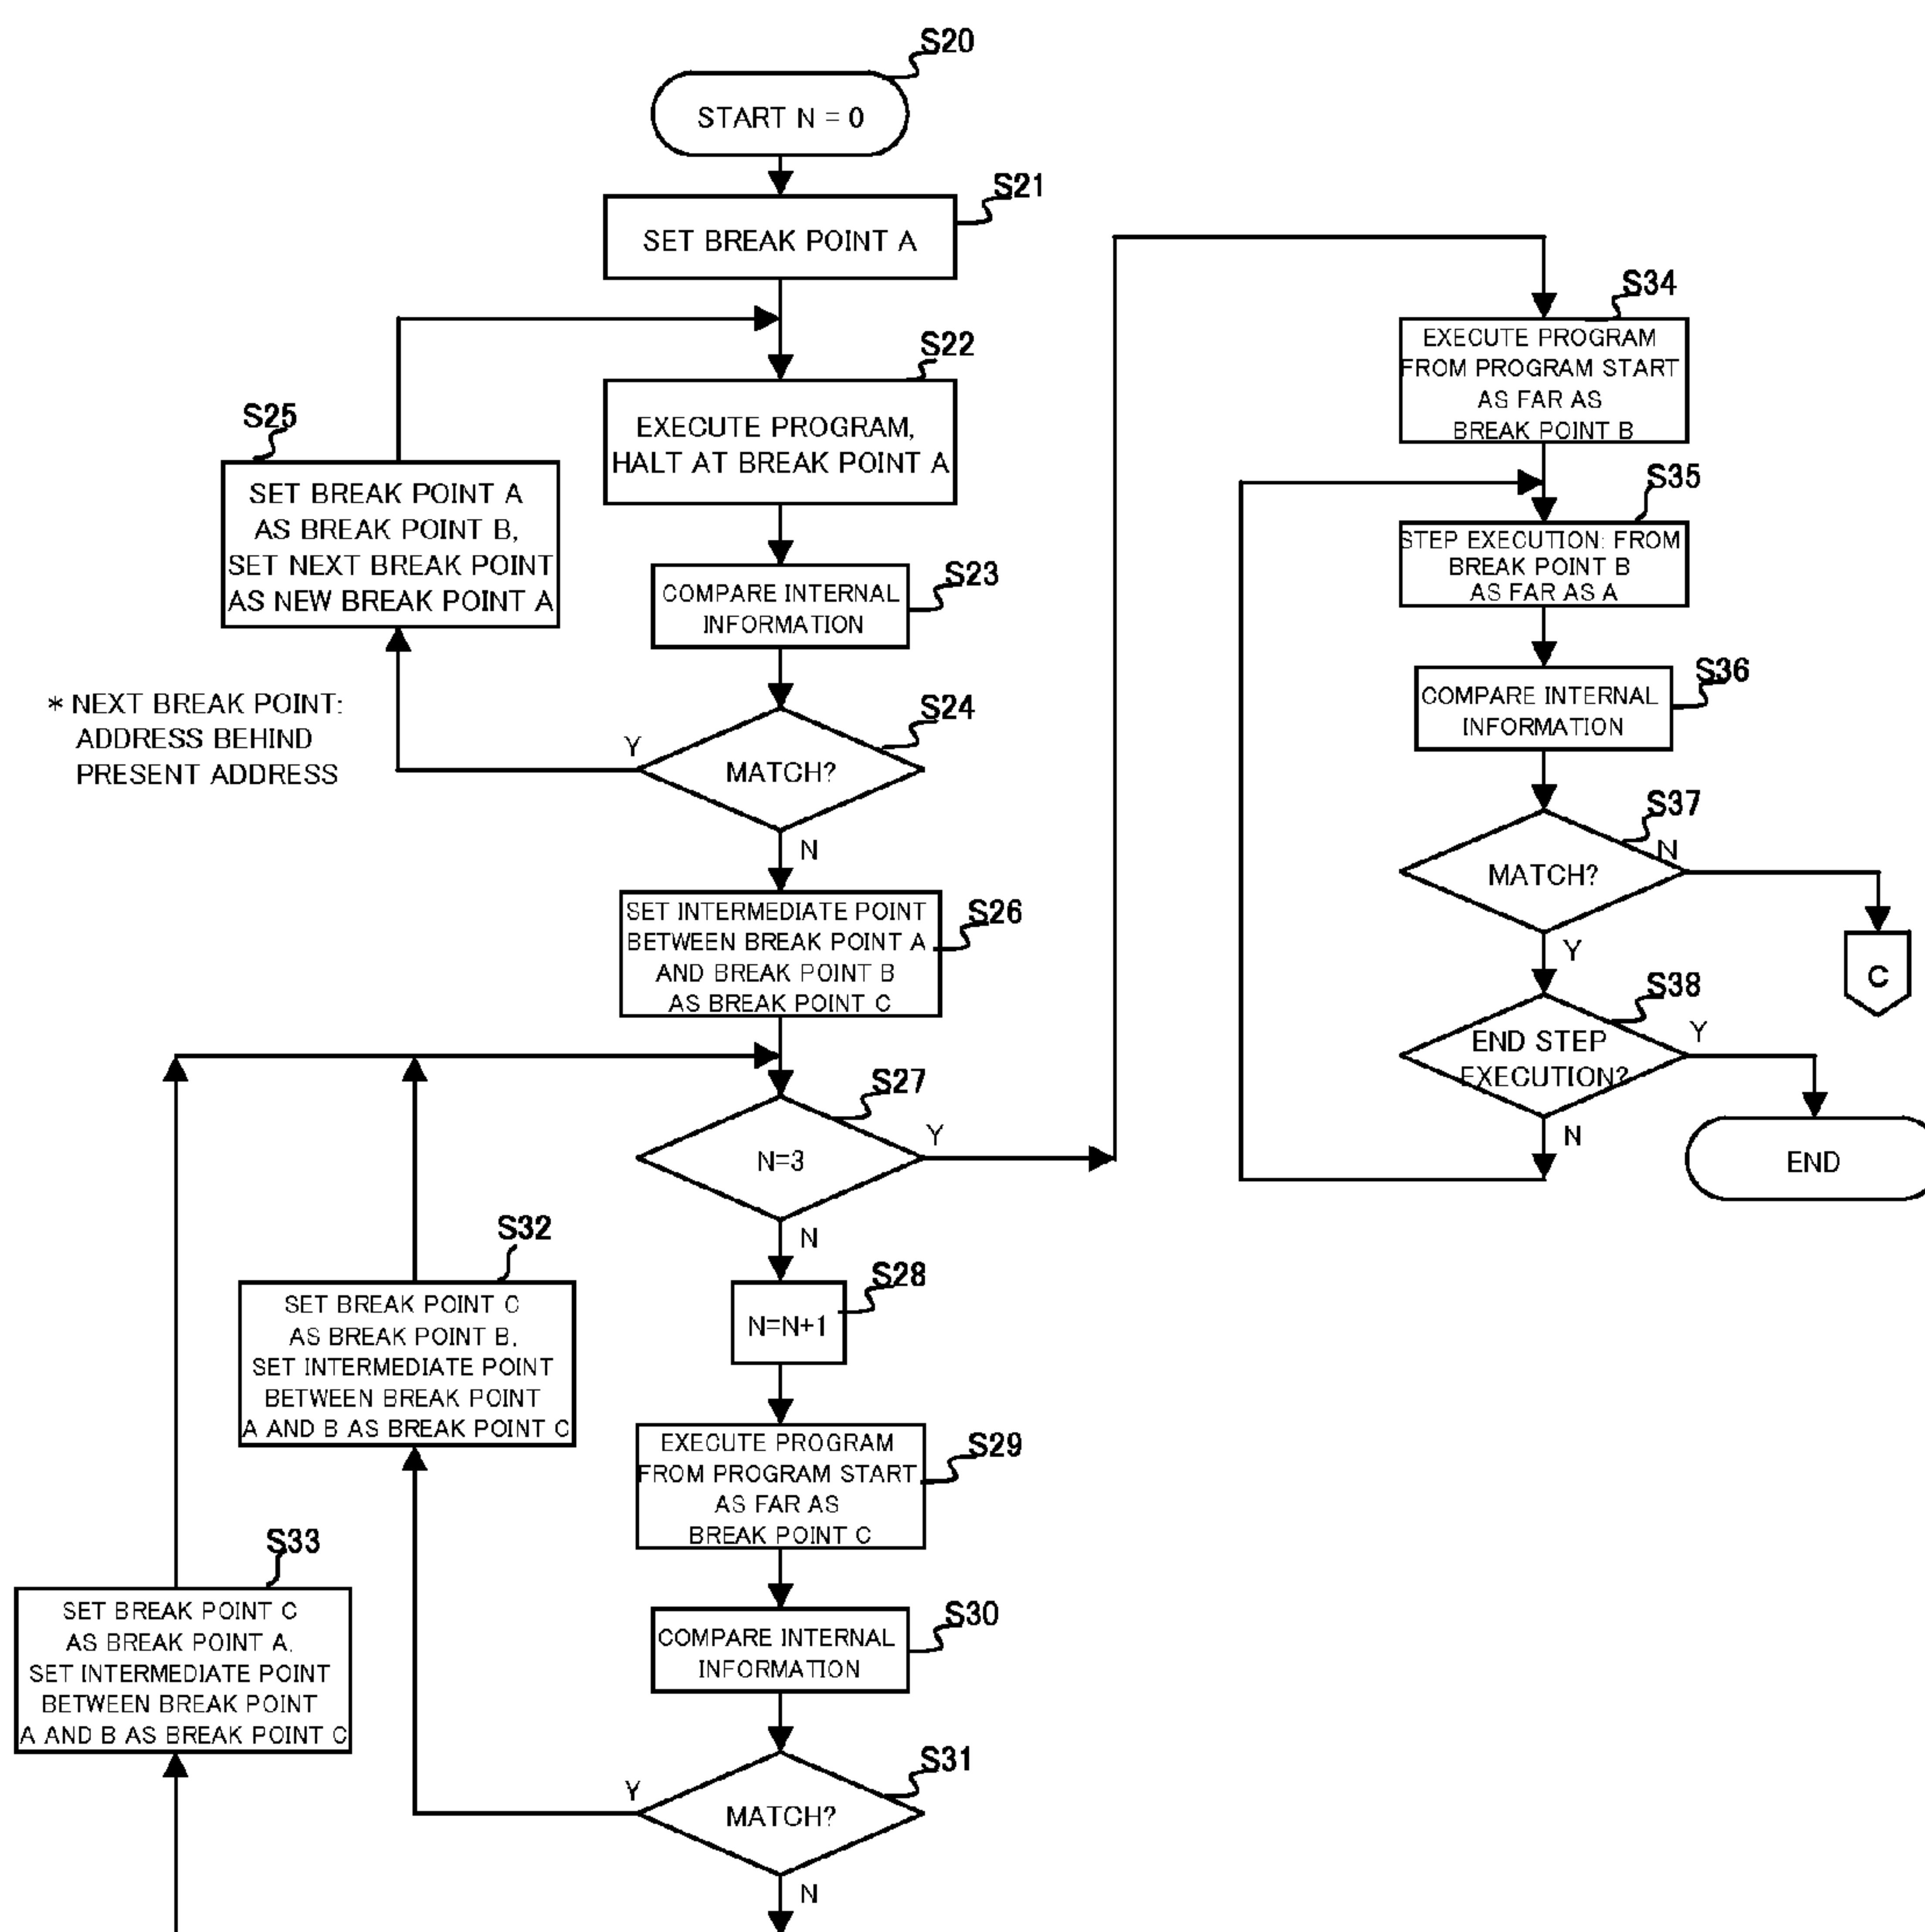 S20
START N = 0
S21
SET BREAK POINT A
S22
EXECUTE PROGRAM,
HALT AT BREAK POINT A
S25
SET BREAK POINT A
AS BREAK POINT B,
SET NEXT BREAK POINT
AS NEW BREAK POINT A
S23
COMPARE INTERNAL
INFORMATION
* NEXT BREAK POINT:
ADDRESS BEHIND
PRESENT ADDRESS
S24
Y
MATCH?
N
S26
SET INTERMEDIATE POINT
BETWEEN BREAK POINT A
AND BREAK POINT B
AS BREAK POINT C
S27
Y
N=3
N
S28
N=N+1
S32
SET BREAK POINT C
AS BREAK POINT B,
SET INTERMEDIATE POINT
BETWEEN BREAK POINT
A AND B AS BREAK POINT C
S29
EXECUTE PROGRAM
FROM PROGRAM START
AS FAR AS
BREAK POINT C
S33
SET BREAK POINT C
AS BREAK POINT A,
SET INTERMEDIATE POINT
BETWEEN BREAK POINT
A AND B AS BREAK POINT C
S30
COMPARE INTERNAL
INFORMATION
S31
Y
MATCH?
N
S34
EXECUTE PROGRAM
FROM PROGRAM START
AS FAR AS
BREAK POINT B
S35
STEP EXECUTION: FROM
BREAK POINT B
AS FAR AS A
S36
COMPARE INTERNAL
INFORMATION
S37
N
MATCH?
Y
C
S38
END STEP
EXECUTION?
Y
N
END